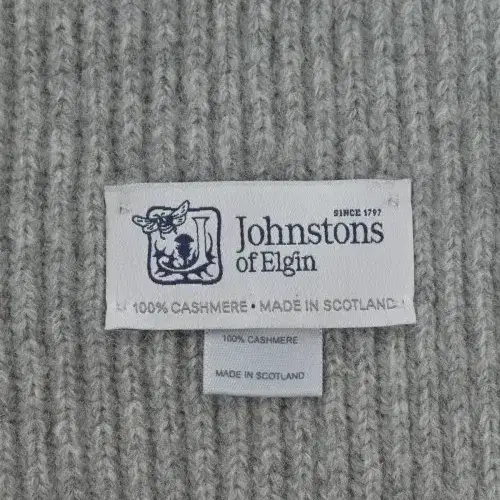 SINCE 1797
Johnstons
of Elgin
100% CASHMERE • MADE IN SCOTLAND
100% CASHMERE
MADE IN SCOTLAND